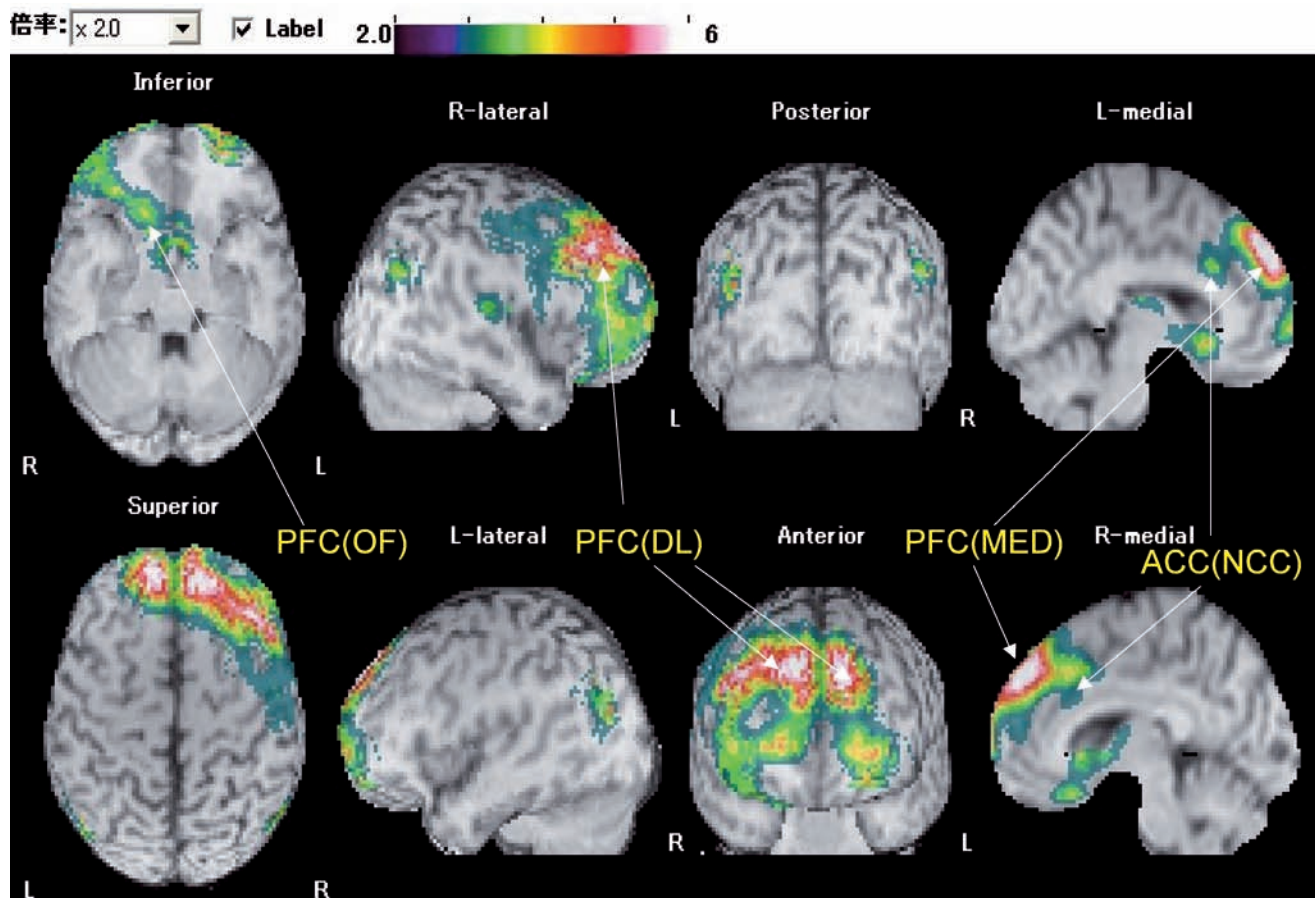 倍率: x 2.0 Label 2.0 6
Inferior
R-lateral
Posterior
L-medial
R L
L R
Superior
PFC(OF)
L-lateral
PFC(DL)
Anterior
PFC(MED)
R-medial
ACC(NCC)
L R
R L